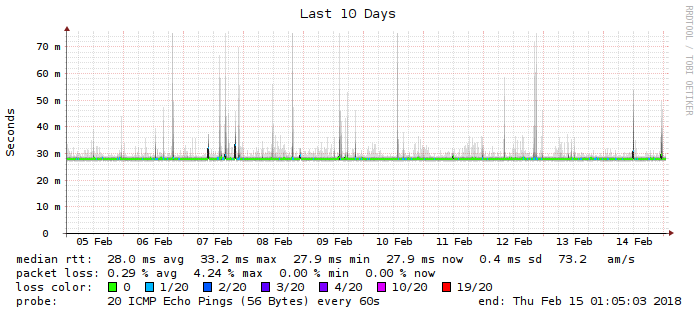 Last 10 Days
RRDTOOL / TOBI OETIKER
Seconds
70 m
60 m
50 m
40 m
30 m
20 m
10 m
0
05 Feb 06 Feb 07 Feb 08 Feb 09 Feb 10 Feb 11 Feb 12 Feb 13 Feb 14 Feb
median rtt: 28.0 ms avg 33.2 ms max 27.9 ms min 27.9 ms now 0.4 ms sd 73.2 am/s
packet loss: 0.29 % avg 4.24 % max 0.00 % min 0.00 % now
loss color: 0 1/20 2/20 3/20 4/20 10/20 19/20
probe: 20 ICMP Echo Pings (56 Bytes) every 60s end: Thu Feb 15 01:05:03 2018